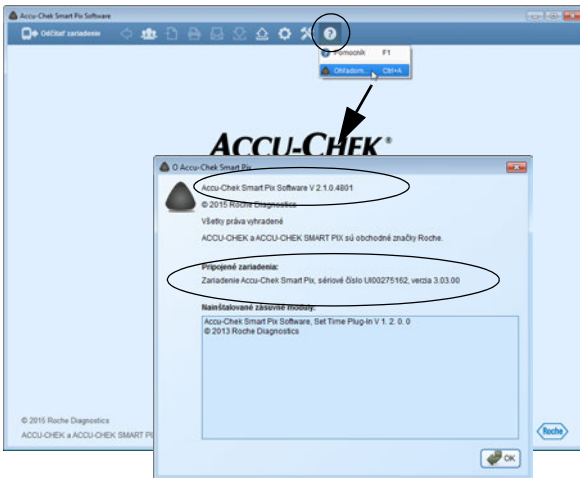 Accu-Chek Smart Pix Software
Odčítať zariadenie
Pomocník F1
Ohľadom... Ctrl+A
ACCU-CHEK®
O Accu-Chek Smart Pix
Accu-Chek Smart Pix Software V 2.1.0.4801
© 2015 Roche Diagnostics
Všetky práva vyhradené
ACCU-CHEK a ACCU-CHEK SMART PIX sú obchodné značky Roche.
Pripojené zariadenia:
Zariadenie Accu-Chek Smart Pix, sériové číslo UI00275162, verzia 3.03.00
Nainštalované zásuvné moduly:
Accu-Chek Smart Pix Software, Set Time Plug-In V 1. 2. 0. 0
© 2013 Roche Diagnostics
OK
© 2015 Roche Diagnostics
ACCU-CHEK a ACCU-CHEK SMART
Roche